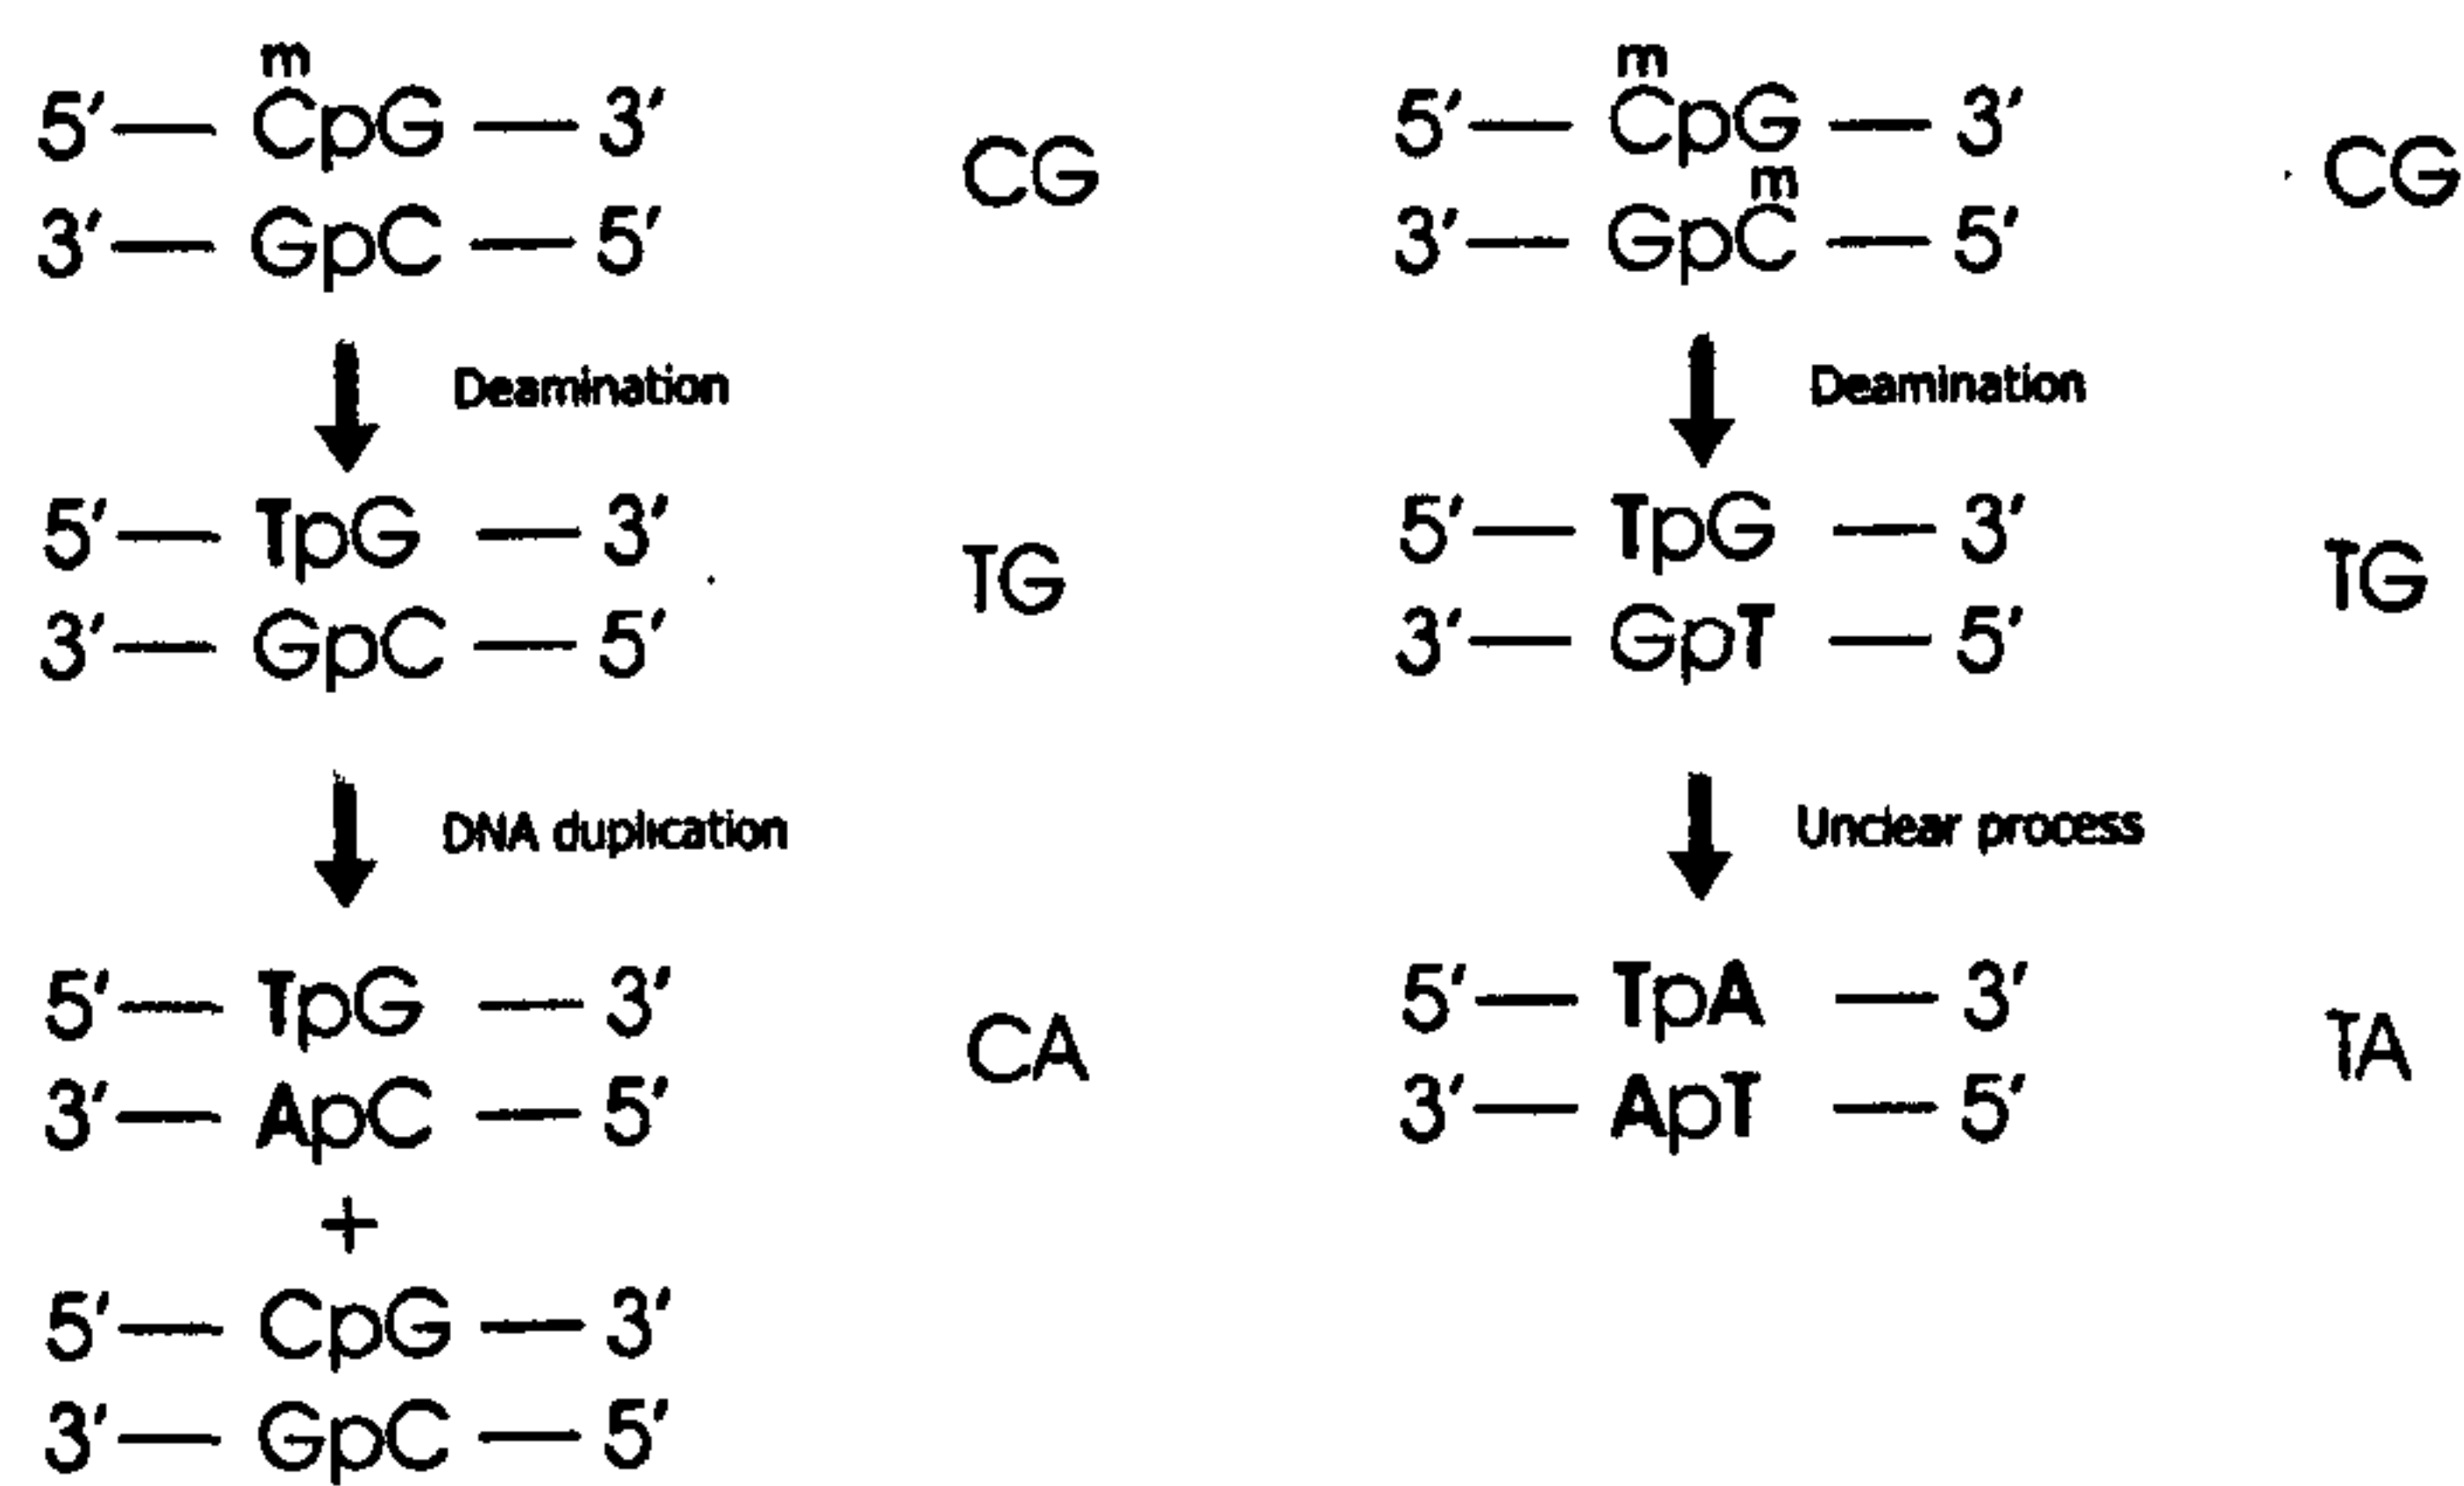 m
5′— CpG —3′
3′— GpC —5′
CG
Deamination
5′— TpG —3′
3′— GpC —5′
TG
DNA duplication
5′— TpG —3′
3′— ApC —5′
CA
+
5′— CpG —3′
3′— GpC —5′
m
5′— CpG —3′
m
3′— GpC —5′
CG
Deamination
5′— TpG —3′
3′— GpT —5′
TG
Unclear process
5′— TpA —3′
3′— ApT —5′
TA